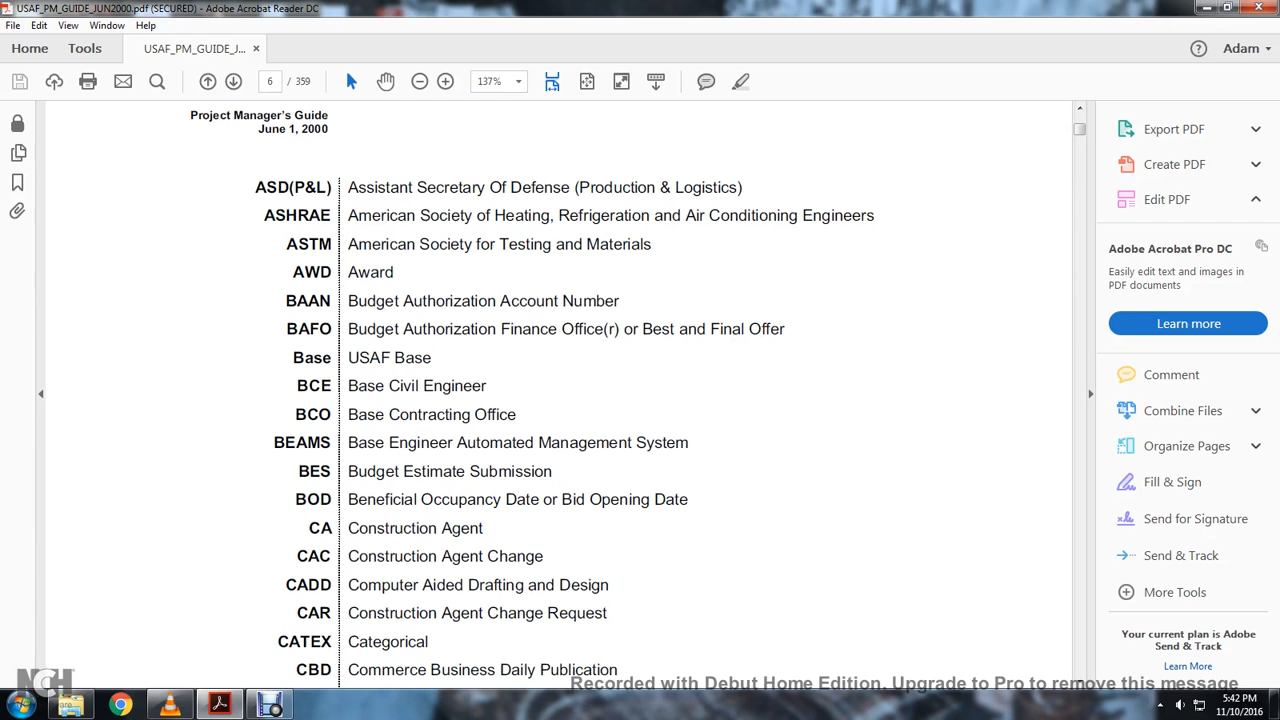 USAF_PM_GUIDE_JUN2000.pdf (SECURED) - Adobe Acrobat Reader DC
File Edit View Window Help
Home Tools USAF_PM_GUIDE_J... × Adam
6 / 359 137%
Project Manager's Guide
June 1, 2000
ASD(P&L) Assistant Secretary Of Defense (Production & Logistics)
ASHRAE American Society of Heating, Refrigeration and Air Conditioning Engineers
ASTM American Society for Testing and Materials
AWD Award
BAAN Budget Authorization Account Number
BAFO Budget Authorization Finance Office(r) or Best and Final Offer
Base USAF Base
BCE Base Civil Engineer
BCO Base Contracting Office
BEAMS Base Engineer Automated Management System
BES Budget Estimate Submission
BOD Beneficial Occupancy Date or Bid Opening Date
CA Construction Agent
CAC Construction Agent Change
CADD Computer Aided Drafting and Design
CAR Construction Agent Change Request
CATEX Categorical
CBD Commerce Business Daily Publication
Export PDF
Create PDF
Edit PDF
Adobe Acrobat Pro DC
Easily edit text and images in
PDF documents
Learn more
Comment
Combine Files
Organize Pages
Fill & Sign
Send for Signature
Send & Track
More Tools
Your current plan is Adobe
Send & Track
Learn More
NCH
Recorded with Debut Home Edition. Upgrade to Pro to remove this message
5:42 PM
11/10/2016